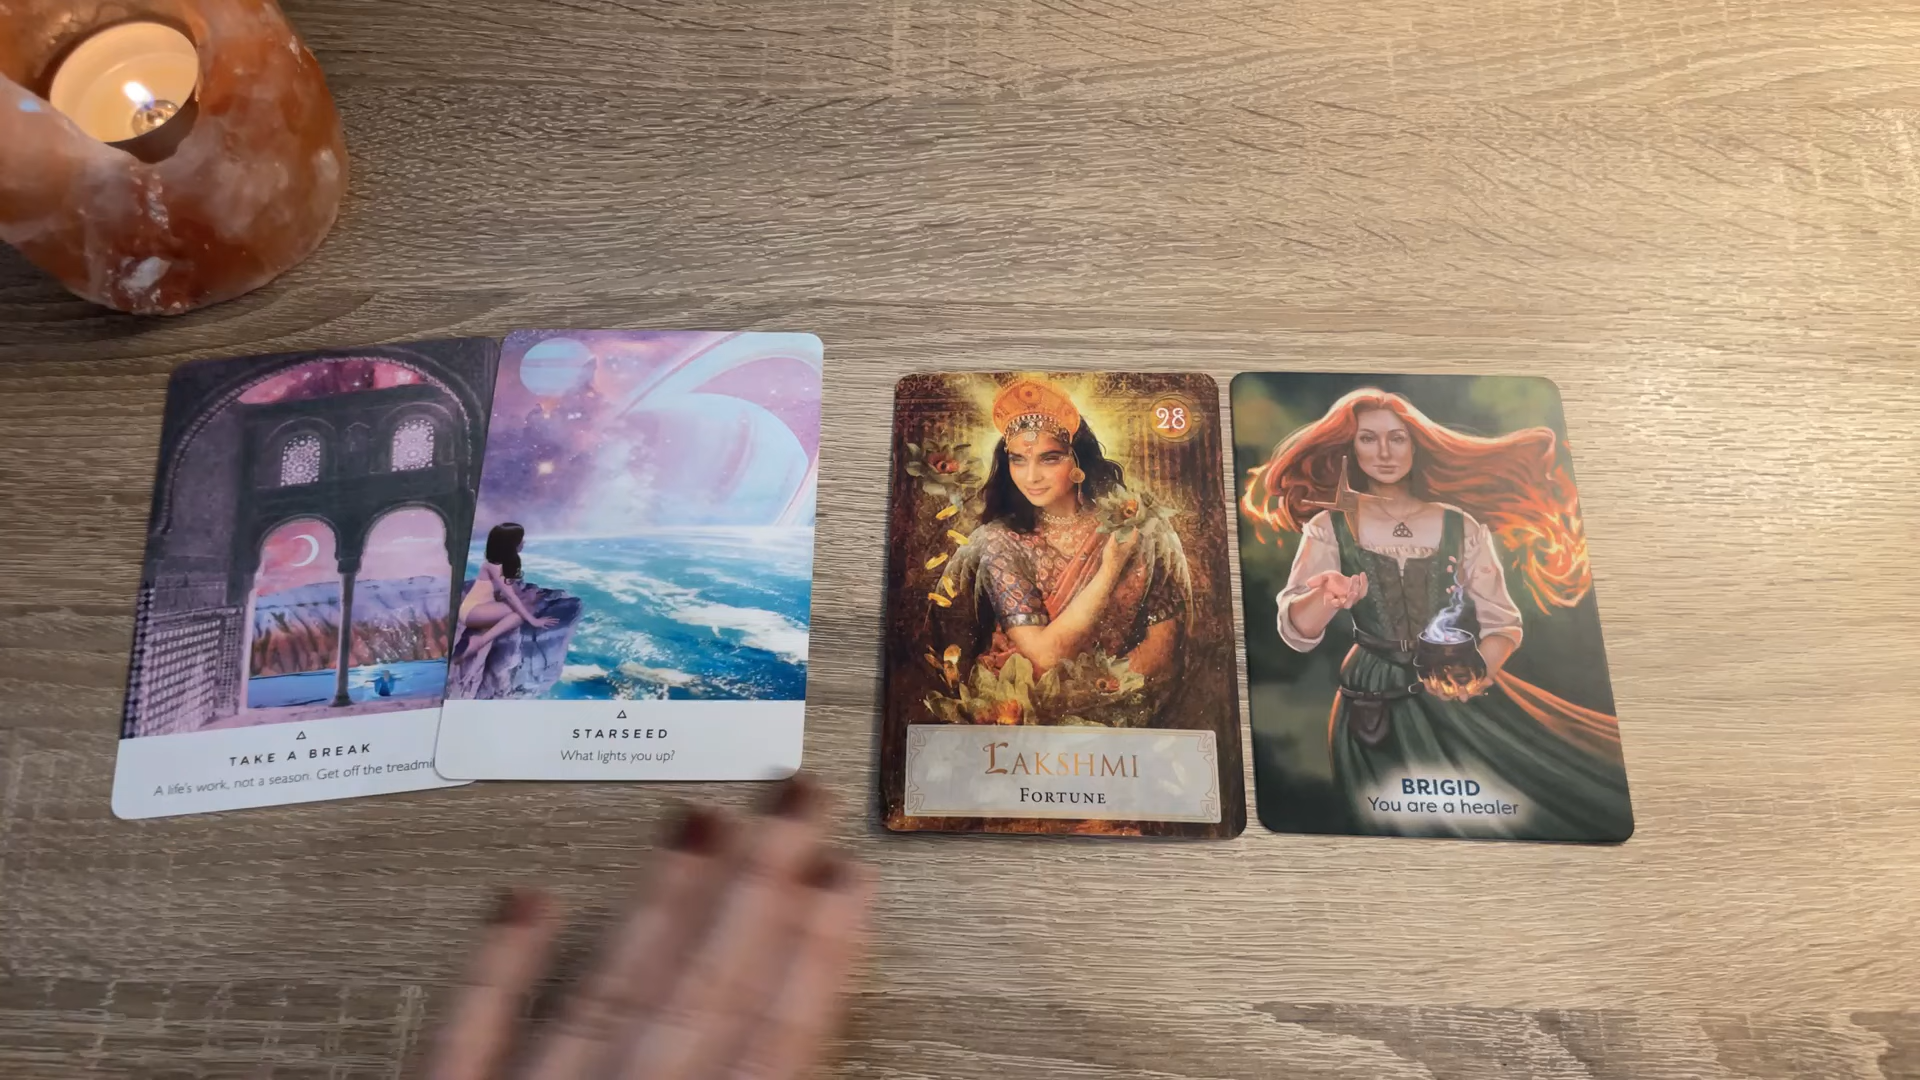 TAKE A BREAK
A life's work, not a season. Get off the
STARSEED
What lights you up?
28
LAKSHMI
FORTUNE
BRIGID
You are a healer